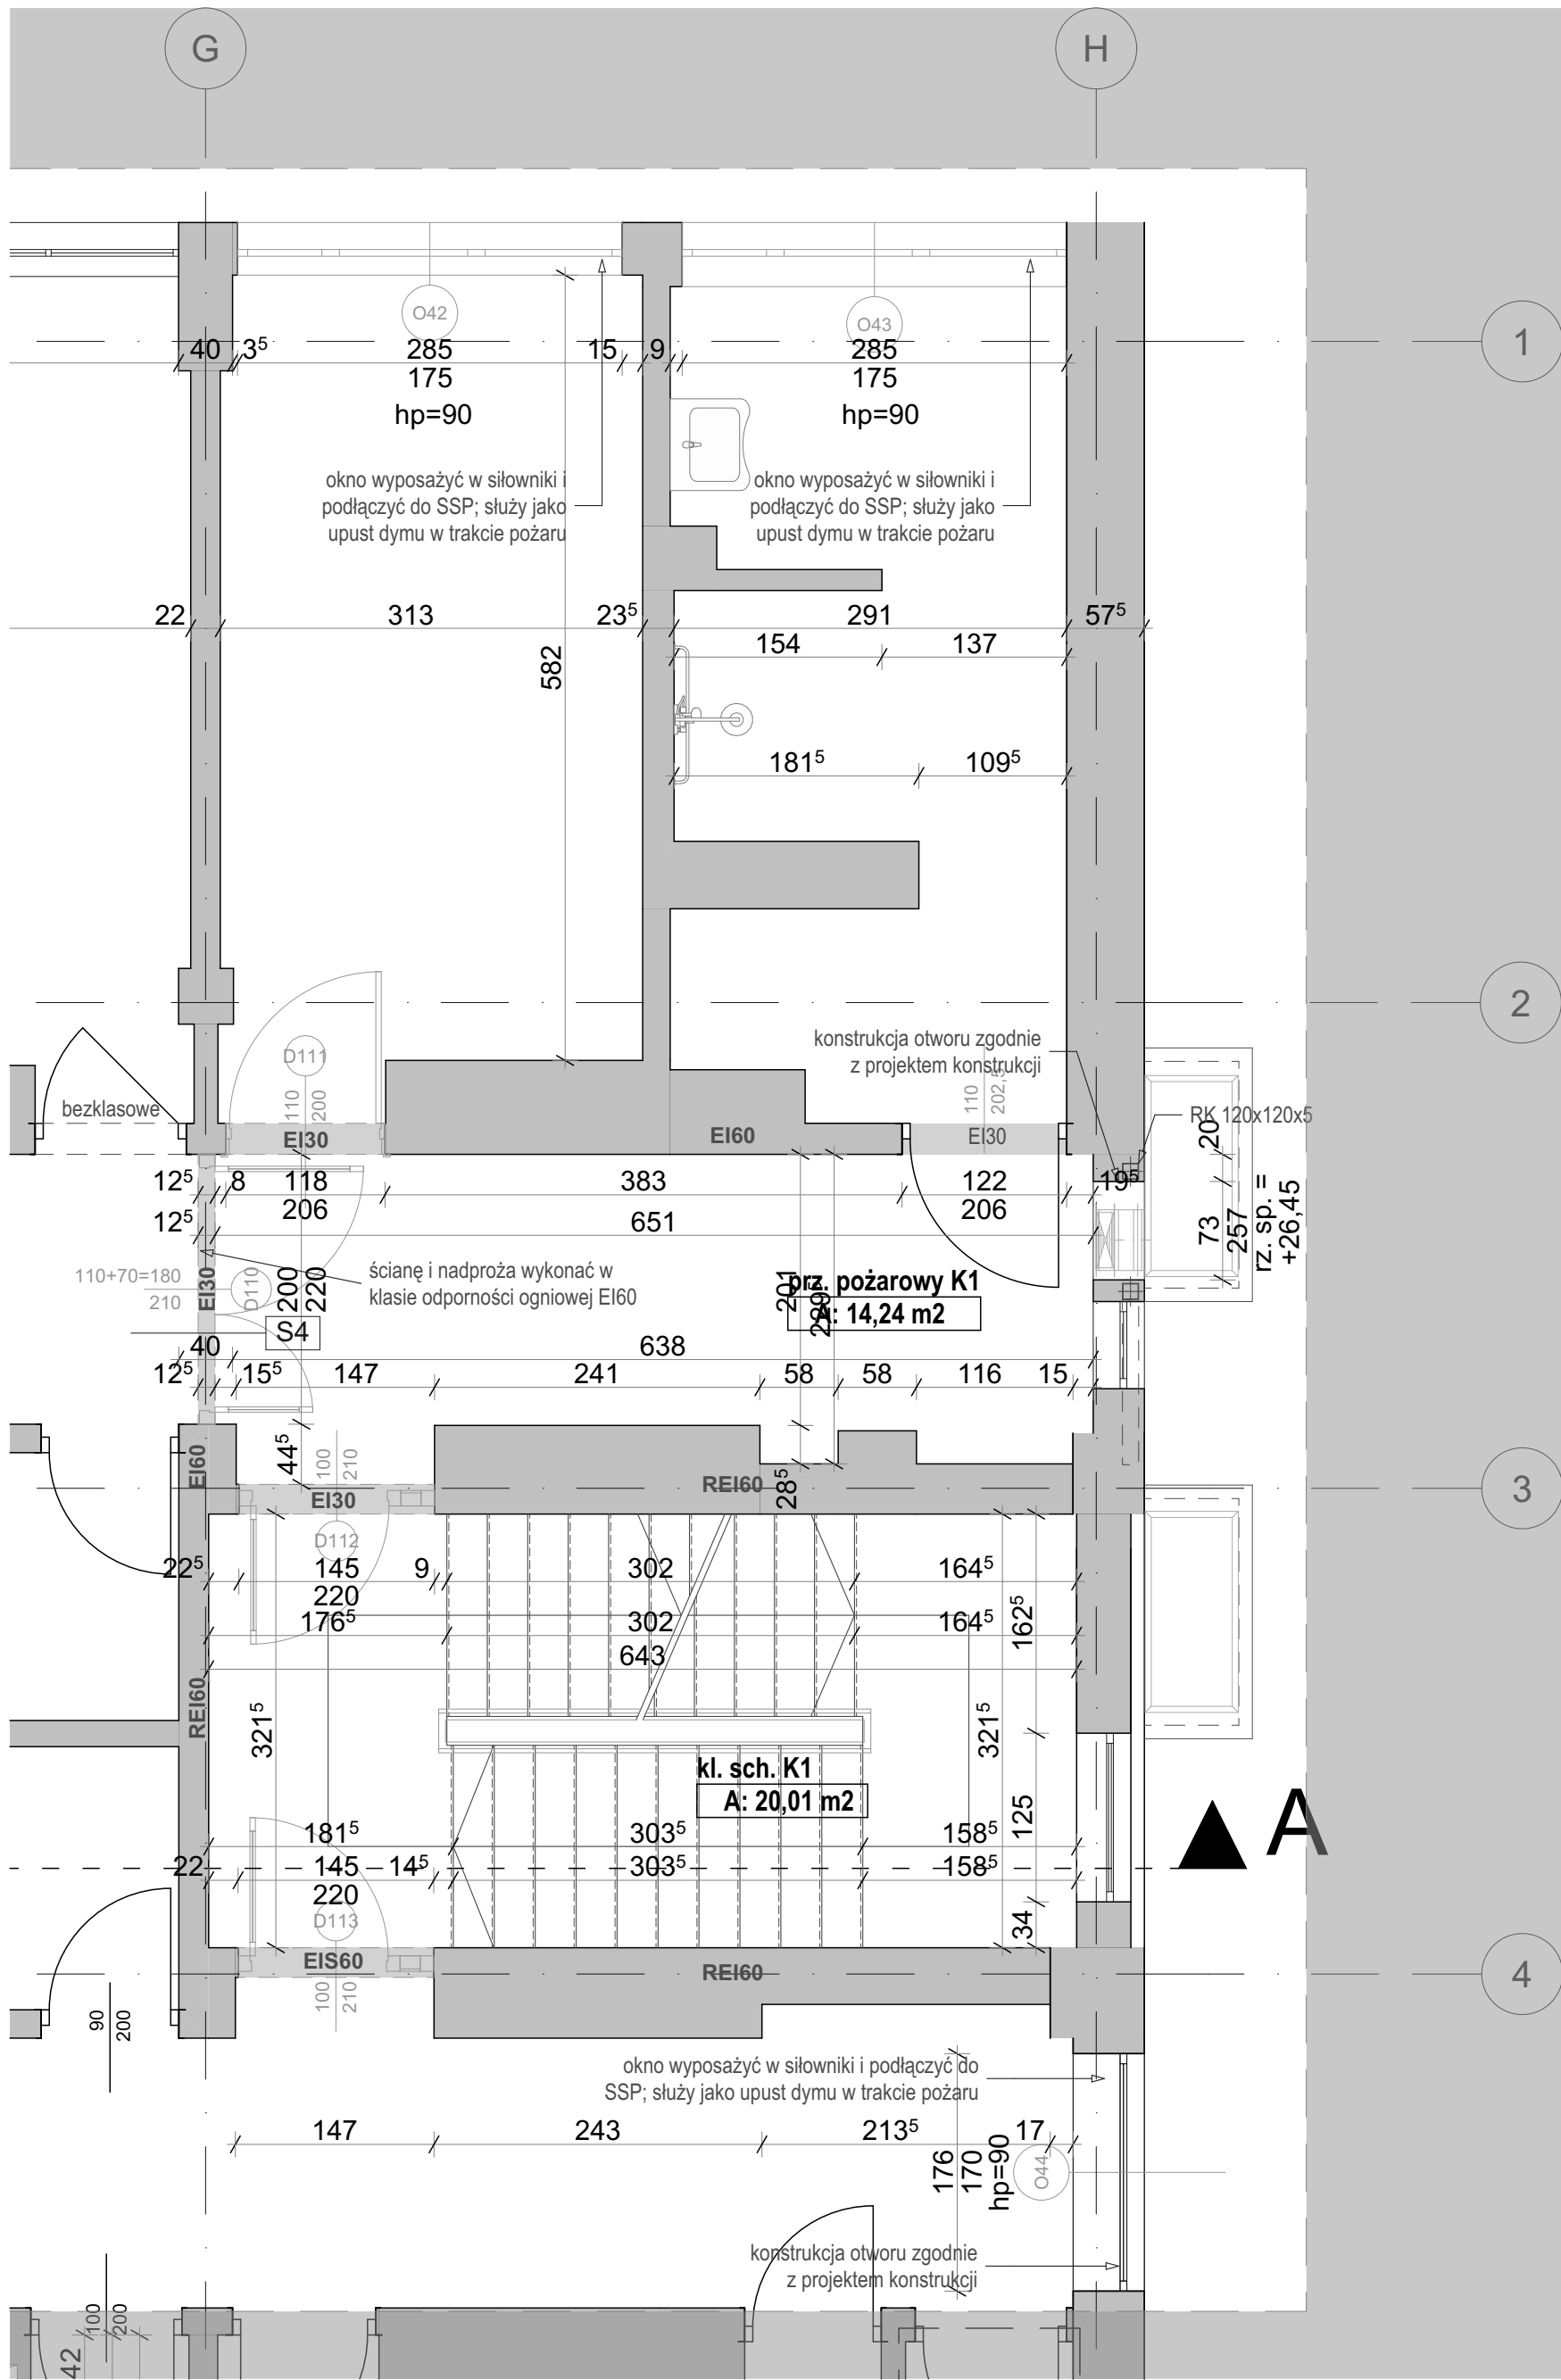 G
H
O42
O43
1
40
3⁵
285
15
9
285
175
175
hp=90
hp=90
okno wyposażyć w siłowniki i
podłączyć do SSP; służy jako
upust dymu w trakcie pożaru
okno wyposażyć w siłowniki i
podłączyć do SSP; służy jako
upust dymu w trakcie pożaru
22
313
23⁵
291
57⁵
154
137
582
181⁵
109⁵
2
konstrukcja otworu zgodnie
z projektem konstrukcji
D111
110
200
110
202,5
bezklasowe
RK 120x120x5
EI30
EI60
EI30
20
12⁵
8
118
383
122
19⁵
206
206
12⁵
651
73
257
rz. sp. =
+26,45
ścianę i nadproża wykonać w
klasie odporności ogniowej EI60
110+70=180
210
D110
EI30
200
220
201
prz. pożarowy K1
A: 14,24 m2
S4
40
638
12⁵
15⁵
147
241
58
58
116
15
EI60
44⁵
100
210
REI60
28⁵
3
EI30
D112
22⁵
145
9
302
164⁵
220
176⁵
302
164⁵
162⁵
643
REI60
321⁵
321⁵
kl. sch. K1
A: 20,01 m2
125
A
181⁵
303⁵
158⁵
22
145
14⁵
303⁵
158⁵
220
D113
34
EIS60
REI60
4
100
210
90
200
okno wyposażyć w siłowniki i podłączyć do
SSP; służy jako upust dymu w trakcie pożaru
147
243
213⁵
17
176
170
hp=90
O44
konstrukcja otworu zgodnie
z projektem konstrukcji
100
200
42